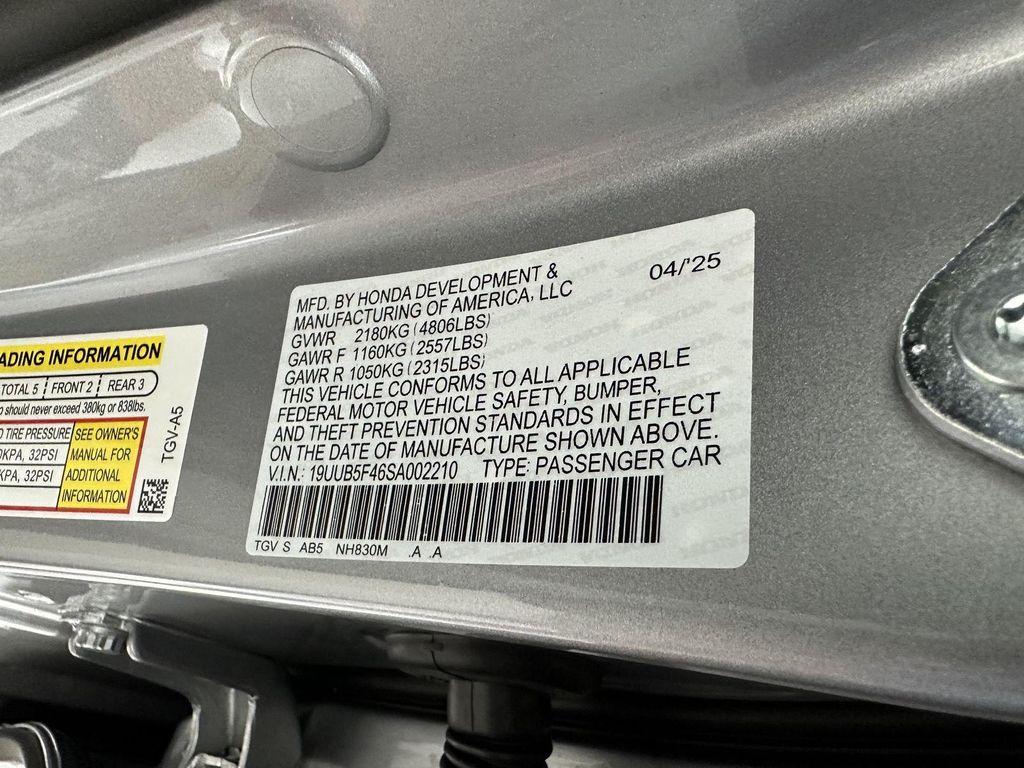 ADING INFORMATION
TOTAL 5 FRONT 2 REAR 3
should never exceed 380kg or 838lbs.
TIRE PRESSURE
KPA, 32PSI
KPA, 32PSI
SEE OWNER'S
MANUAL FOR
ADDITIONAL
INFORMATION
TGV-A5
MFD. BY HONDA DEVELOPMENT &
MANUFACTURING OF AMERICA, LLC
04/'25
GVWR 2180KG (4806LBS)
GAWR F 1160KG (2557LBS)
GAWR R 1050KG (2315LBS)
THIS VEHICLE CONFORMS TO ALL APPLICABLE
FEDERAL MOTOR VEHICLE SAFETY, BUMPER,
AND THEFT PREVENTION STANDARDS IN EFFECT
ON THE DATE OF MANUFACTURE SHOWN ABOVE.
V.I.N.: 19UUB5F46SA002210 TYPE: PASSENGER CAR
TGV S AB5 NH830M .A .A